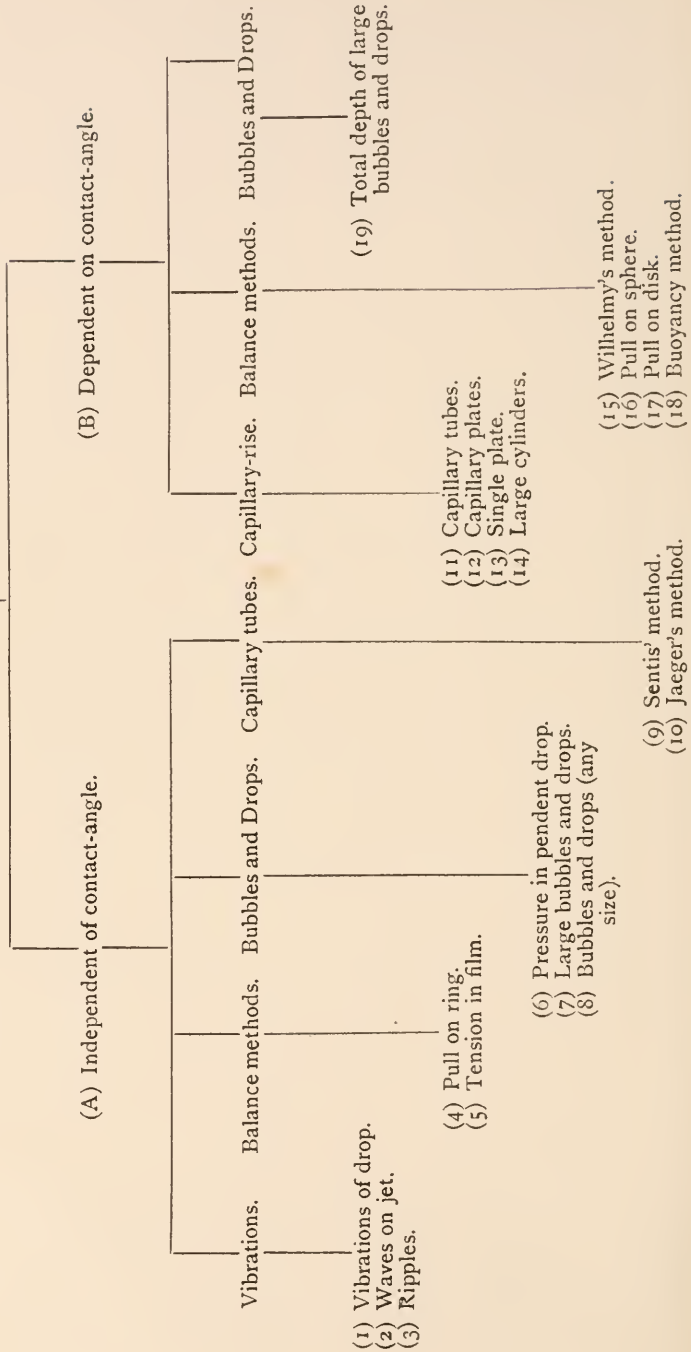 (A) Independent of contact-angle.
(B) Dependent on contact-angle.
Vibrations.
Balance methods.
Bubbles and Drops.
Capillary tubes.
Capillary-rise.
Balance methods.
Bubbles and Drops.
(1) Vibrations of drop.
(2) Waves on jet.
(3) Ripples.
(4) Pull on ring.
(5) Tension in film.
(6) Pressure in pendent drop.
(7) Large bubbles and drops.
(8) Bubbles and drops (any
size).
(9) Sentis' method.
(10) Jaeger's method.
(11) Capillary tubes.
(12) Capillary plates.
(13) Single plate.
(14) Large cylinders.
(15) Wilhelmy's method.
(16) Pull on sphere.
(17) Pull on disk.
(18) Buoyancy method.
(19) Total depth of large
bubbles and drops.